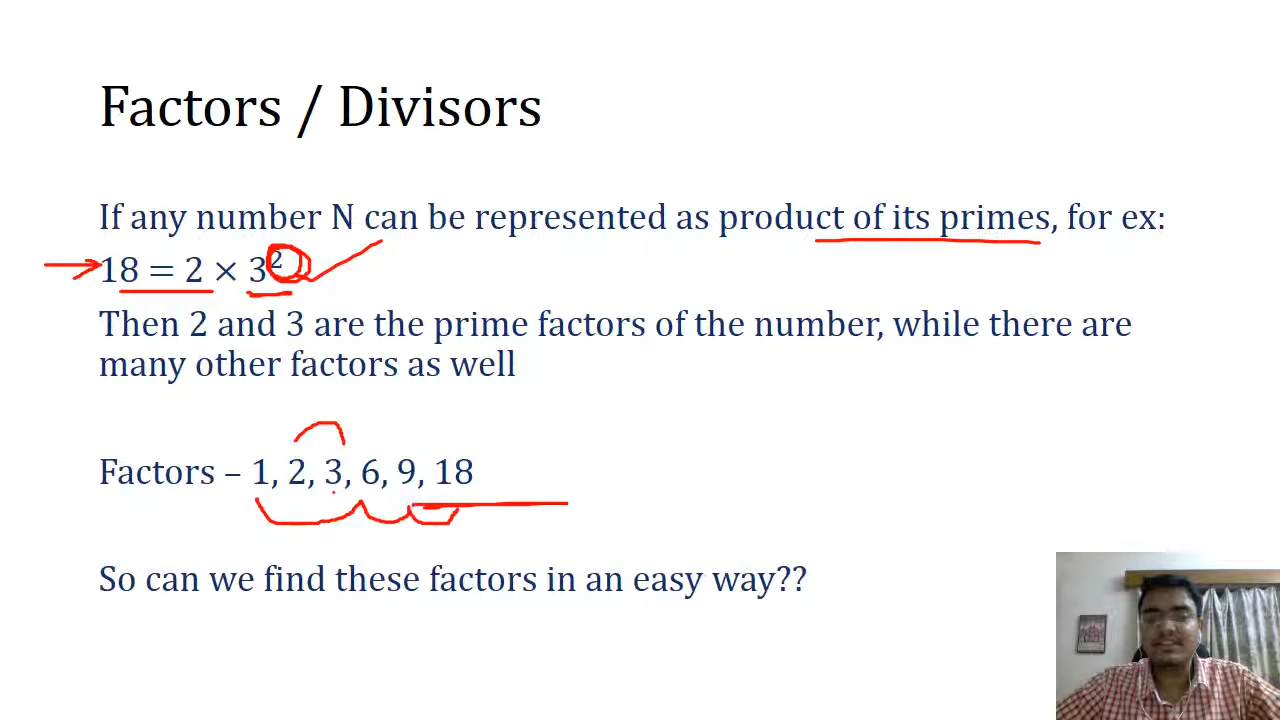 Factors / Divisors
If any number N can be represented as product of its primes, for ex:
18 = 2 × 3²
Then 2 and 3 are the prime factors of the number, while there are
many other factors as well
Factors – 1, 2, 3, 6, 9, 18
So can we find these factors in an easy way??